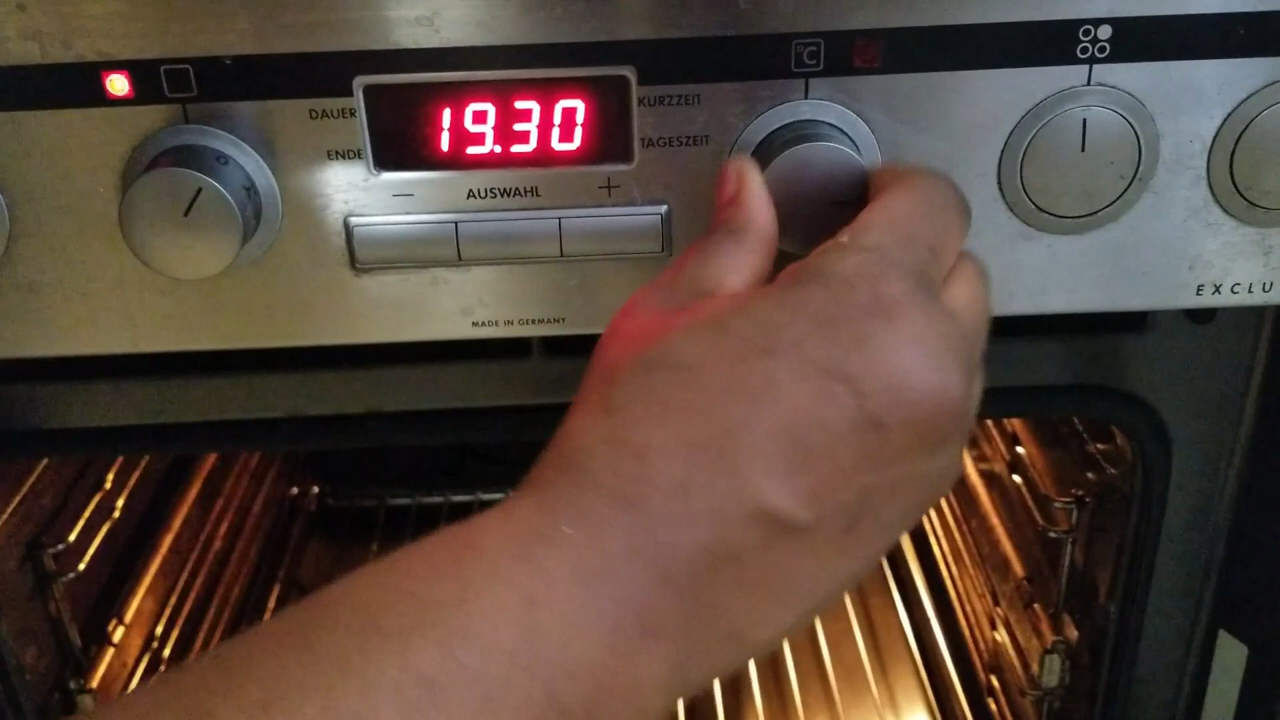 °C
DAUER
19.30
KURZZEIT
ENDE
TAGESZEIT
− AUSWAHL +
MADE IN GERMANY
EXCLU